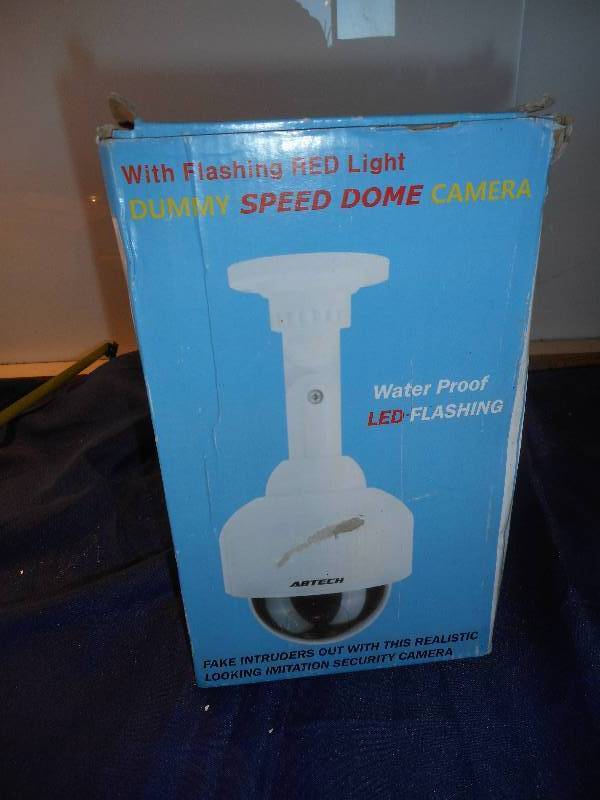 With Flashing RED Light
DUMMY SPEED DOME CAMERA
Water Proof
LED-FLASHING
ABTECH
FAKE INTRUDERS OUT WITH THIS REALISTIC
LOOKING IMITATION SECURITY CAMERA